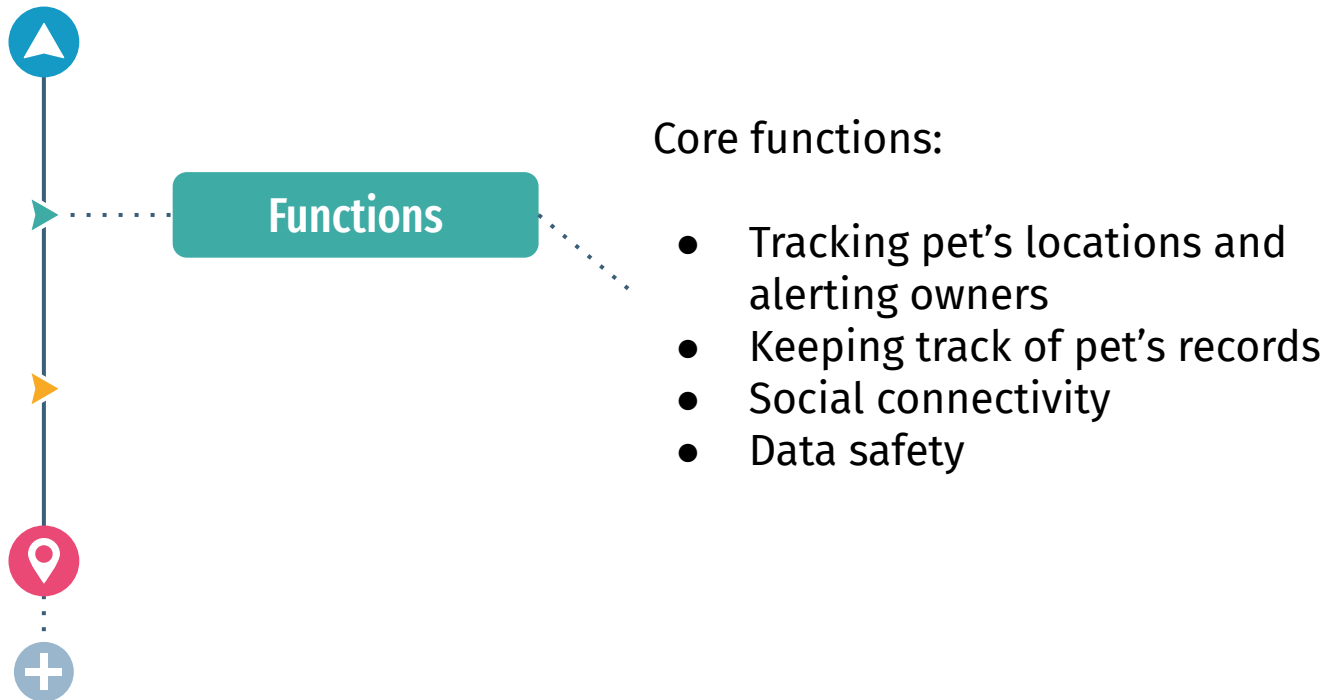 Functions
Core functions:
● Tracking pet’s locations and
alerting owners
● Keeping track of pet’s records
● Social connectivity
● Data safety